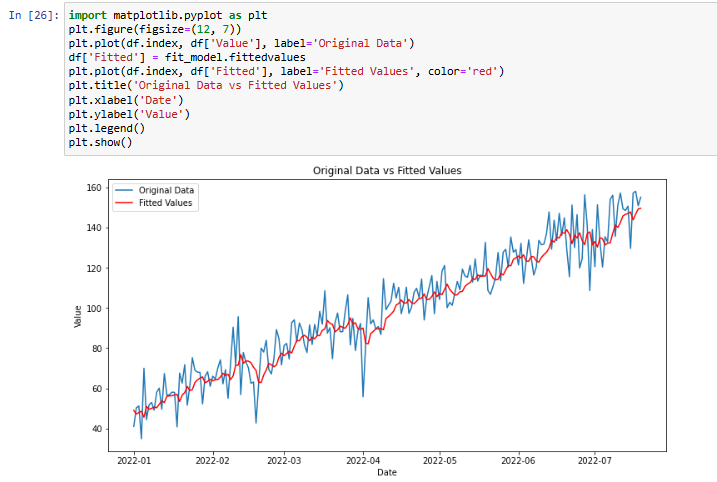 In [26]: import matplotlib.pyplot as plt
plt.figure(figsize=(12, 7))
plt.plot(df.index, df['Value'], label='Original Data')
df['Fitted'] = fit_model.fittedvalues
plt.plot(df.index, df['Fitted'], label='Fitted Values', color='red')
plt.title('Original Data vs Fitted Values')
plt.xlabel('Date')
plt.ylabel('Value')
plt.legend()
plt.show()
Original Data vs Fitted Values
Original Data
Fitted Values
160
140
120
100
80
60
40
Value
2022-01 2022-02 2022-03 2022-04 2022-05 2022-06 2022-07
Date